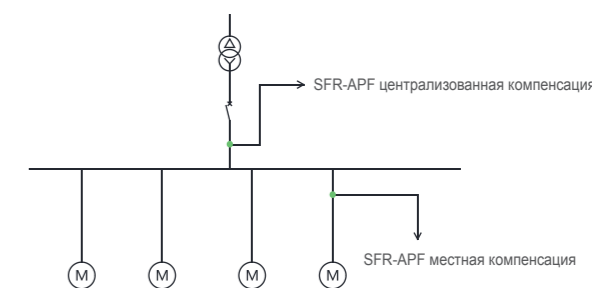 SFR-APF централизованная компенсация
SFR-APF местная компенсация
M M M M